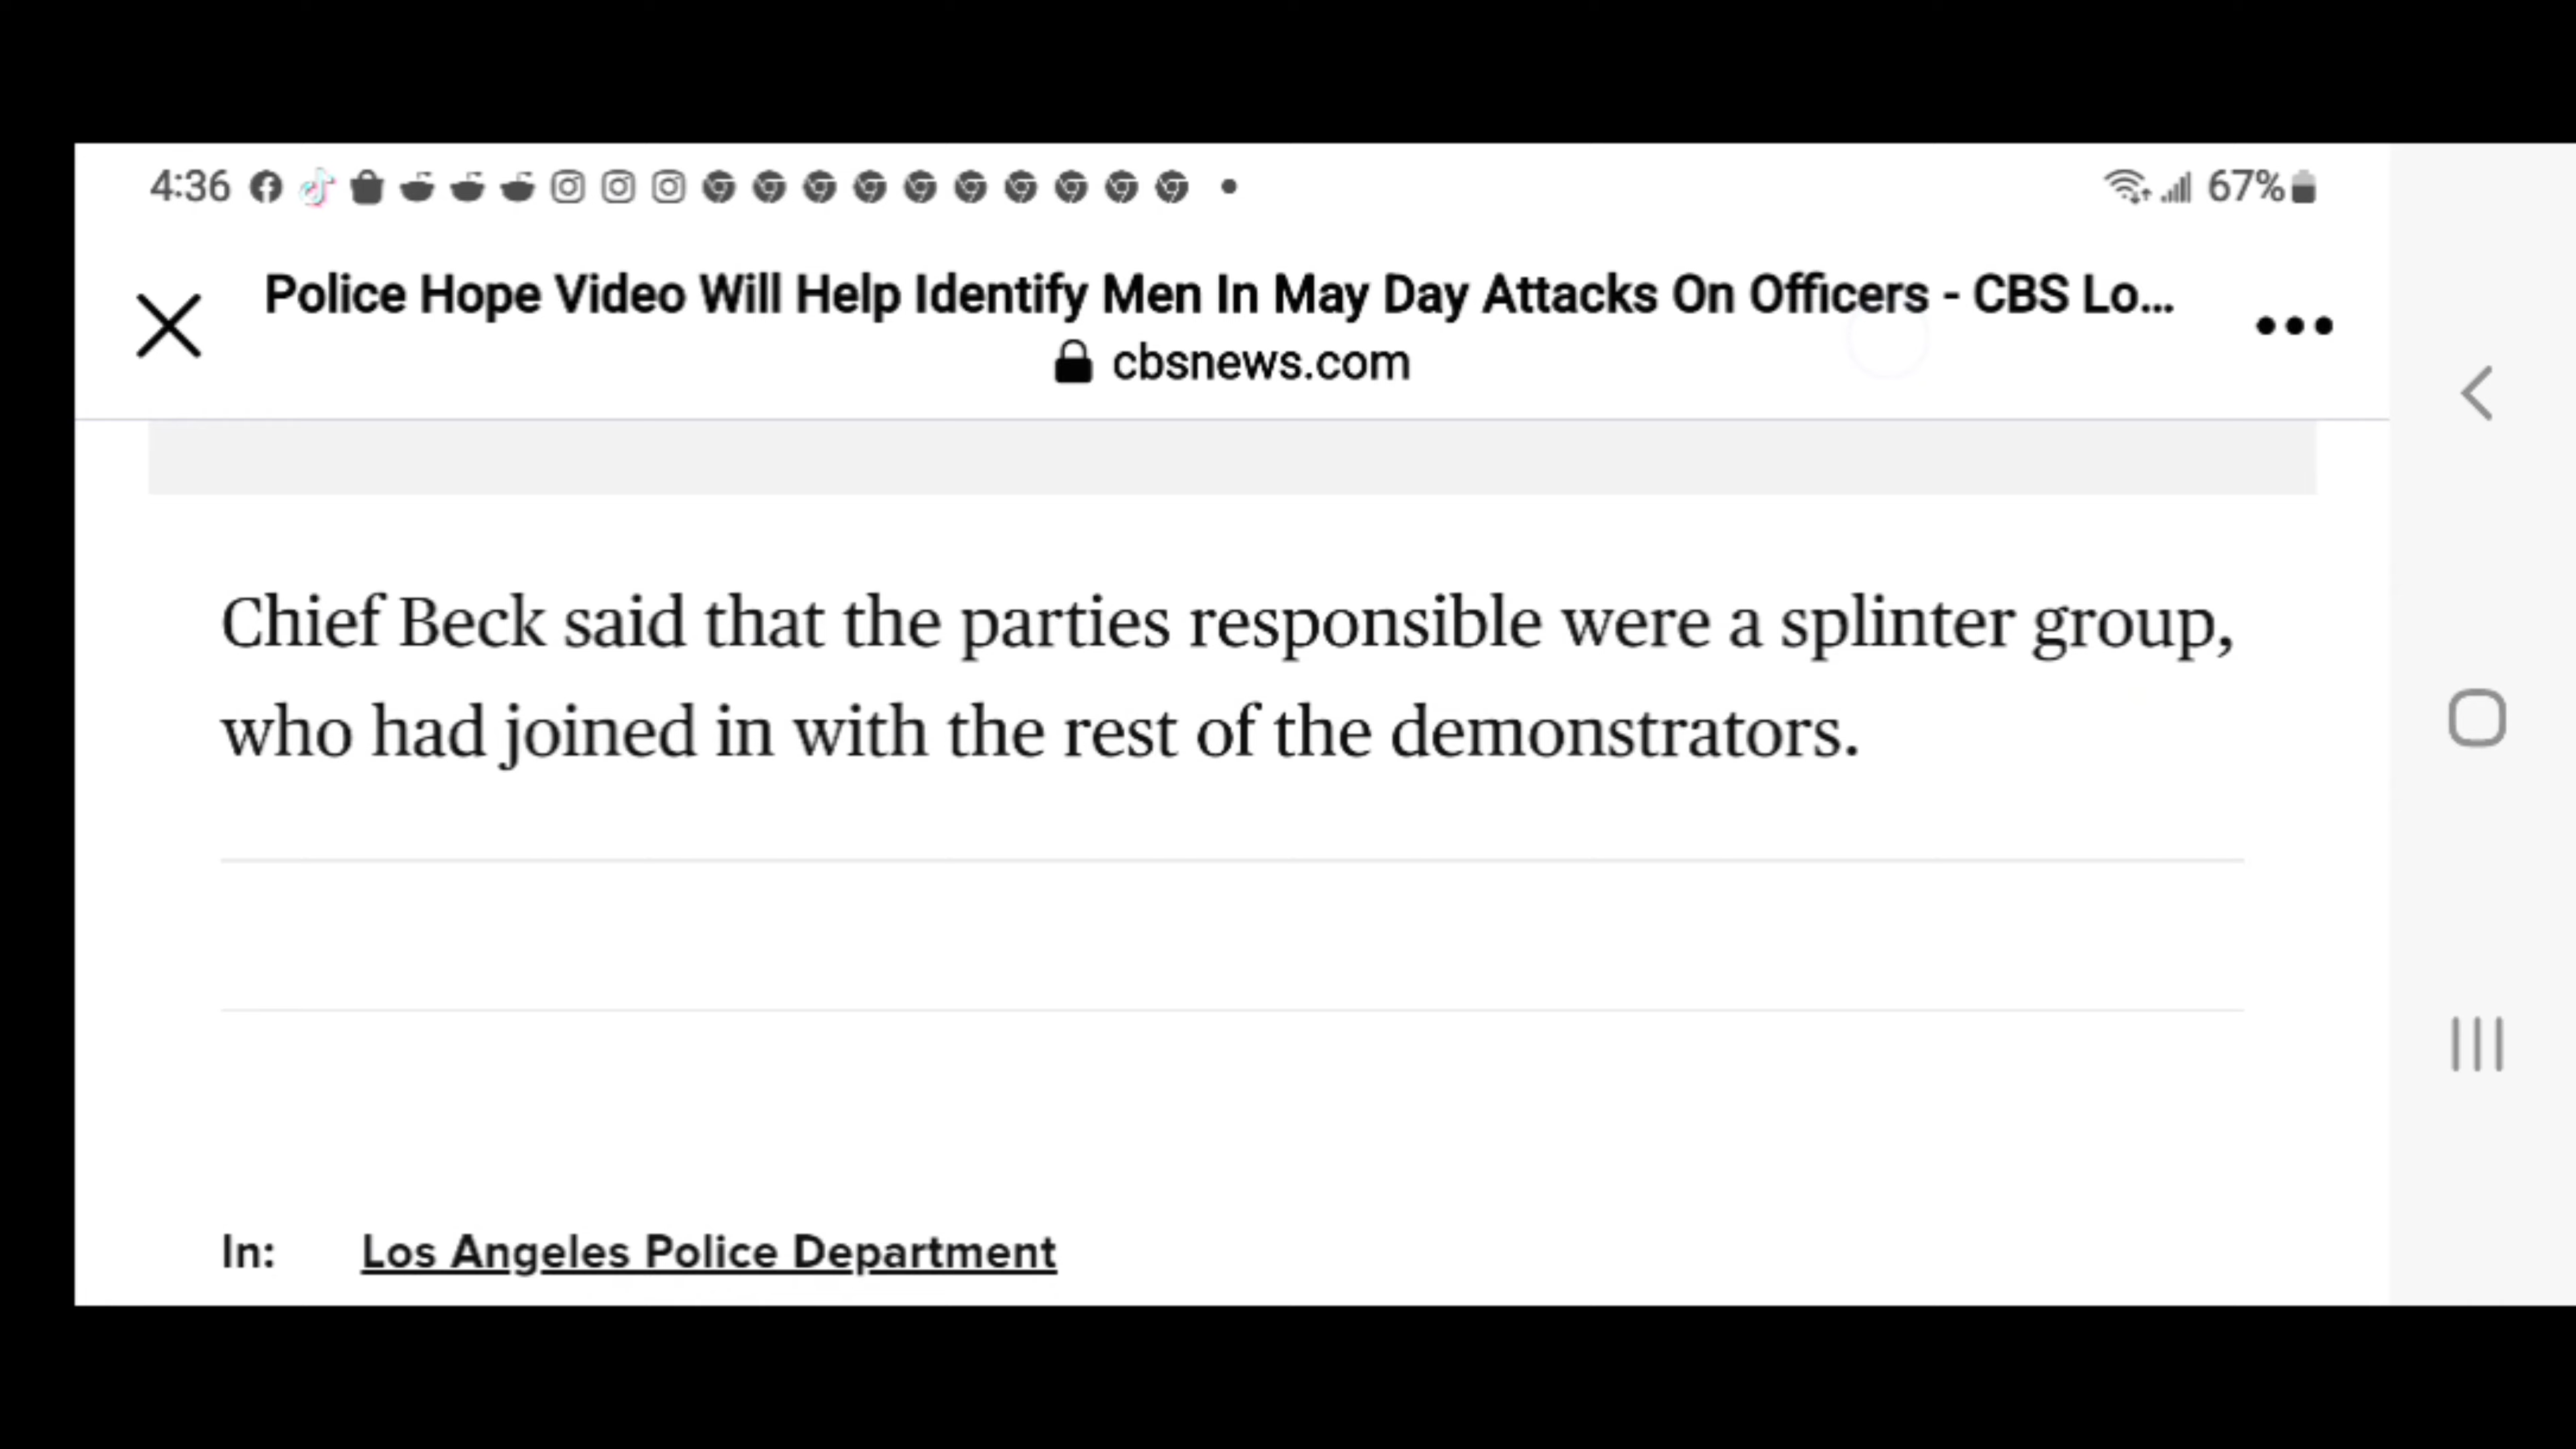 4:36 67%
Police Hope Video Will Help Identify Men In May Day Attacks On Officers - CBS Lo...
cbsnews.com
Chief Beck said that the parties responsible were a splinter group,
who had joined in with the rest of the demonstrators.
In: Los Angeles Police Department